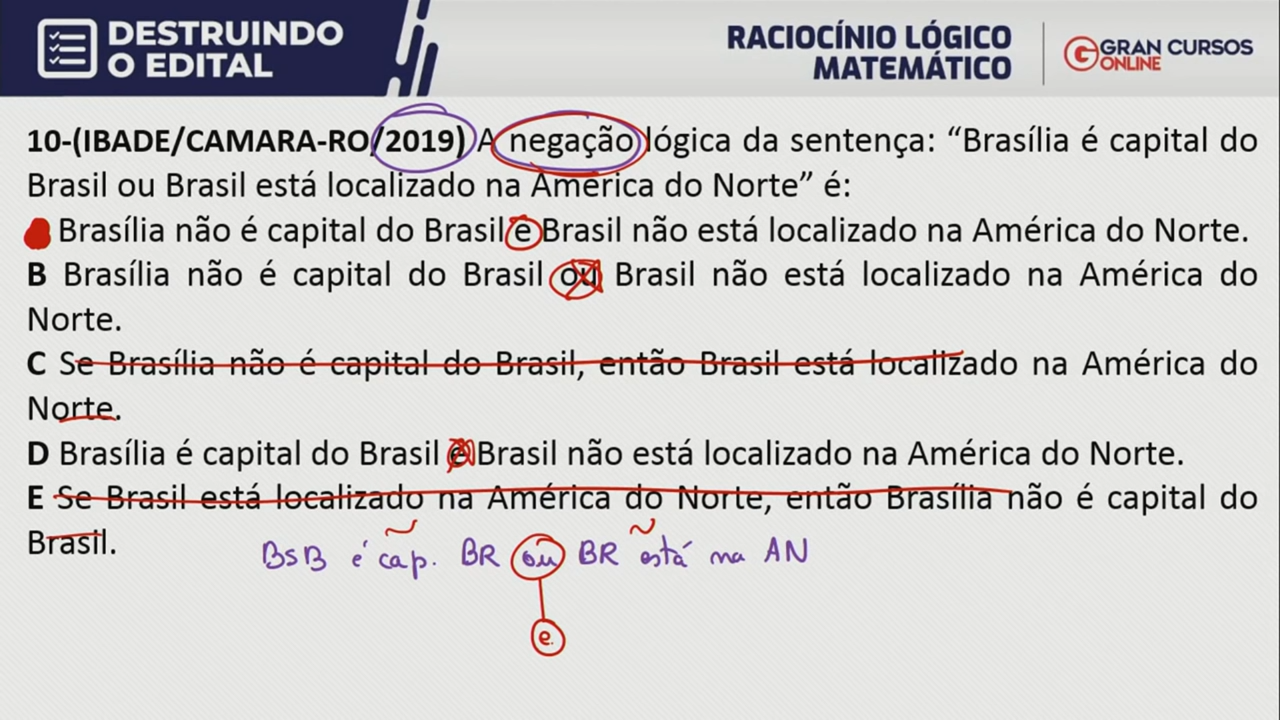 DESTRUINDO
O EDITAL
RACIOCÍNIO LÓGICO
MATEMÁTICO
GRAN CURSOS
ONLINE
10-(IBADE/CAMARA-RO/2019) A negação lógica da sentença: “Brasília é capital do
Brasil ou Brasil está localizado na América do Norte” é:
Brasília não é capital do Brasil e Brasil não está localizado na América do Norte.
B Brasília não é capital do Brasil ou Brasil não está localizado na América do
Norte.
C Se Brasília não é capital do Brasil, então Brasil está localizado na América do
Norte.
D Brasília é capital do Brasil e Brasil não está localizado na América do Norte.
E Se Brasil está localizado na América do Norte, então Brasília não é capital do
Brasil.
~ ~
BSB é cap. BR ou BR está na AN
e